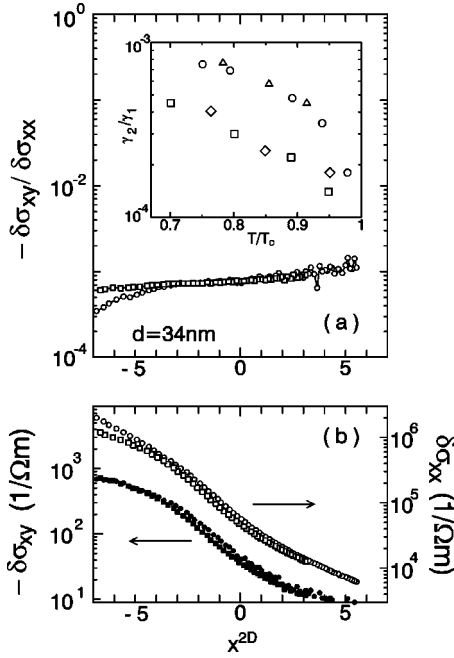 10⁰
10⁻²
10⁻⁴
− δσxy / δσxx
10⁻³
10⁻⁴
γ₂/γ₁
0.7 0.8 0.9 1
T/Tc
(a)
d=34nm
-5 0 5
(b)
10³
10²
10¹
− δσxy (1/Ωm)
10⁶
10⁵
10⁴
δσxx (1/Ωm)
-5 0 5
x²ᴰ